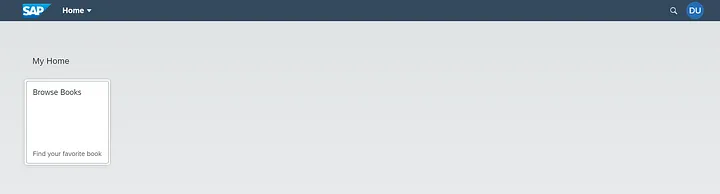 SAP
Home
DU
My Home
Browse Books
Find your favorite book